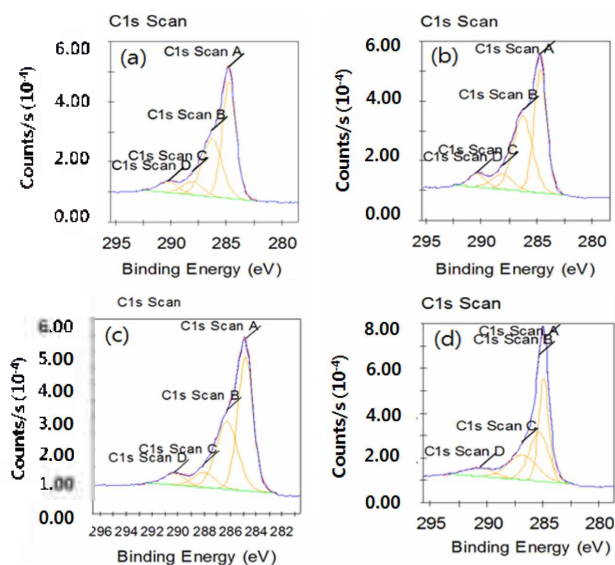 C1s Scan
(a)
C1s Scan A
C1s Scan B
C1s Scan C
C1s Scan D
Counts/s (10⁻⁴)
6.00
4.00
2.00
0.00
295 290 285 280
Binding Energy (eV)
C1s Scan
(b)
C1s Scan A
C1s Scan B
C1s Scan C
C1s Scan D
Counts/s (10⁻⁴)
6.00
4.00
2.00
0.00
295 290 285 280
Binding Energy (eV)
C1s Scan
(c)
C1s Scan A
C1s Scan B
C1s Scan C
C1s Scan D
Counts/s (10⁻⁴)
6.00
5.00
4.00
3.00
2.00
1.00
0.00
296 294 292 290 288 286 284 282
Binding Energy (eV)
C1s Scan
(d)
C1s Scan A
C1s Scan B
C1s Scan C
C1s Scan D
Counts/s (10⁻⁴)
8.00
6.00
4.00
2.00
0.00
295 290 285 280
Binding Energy (eV)